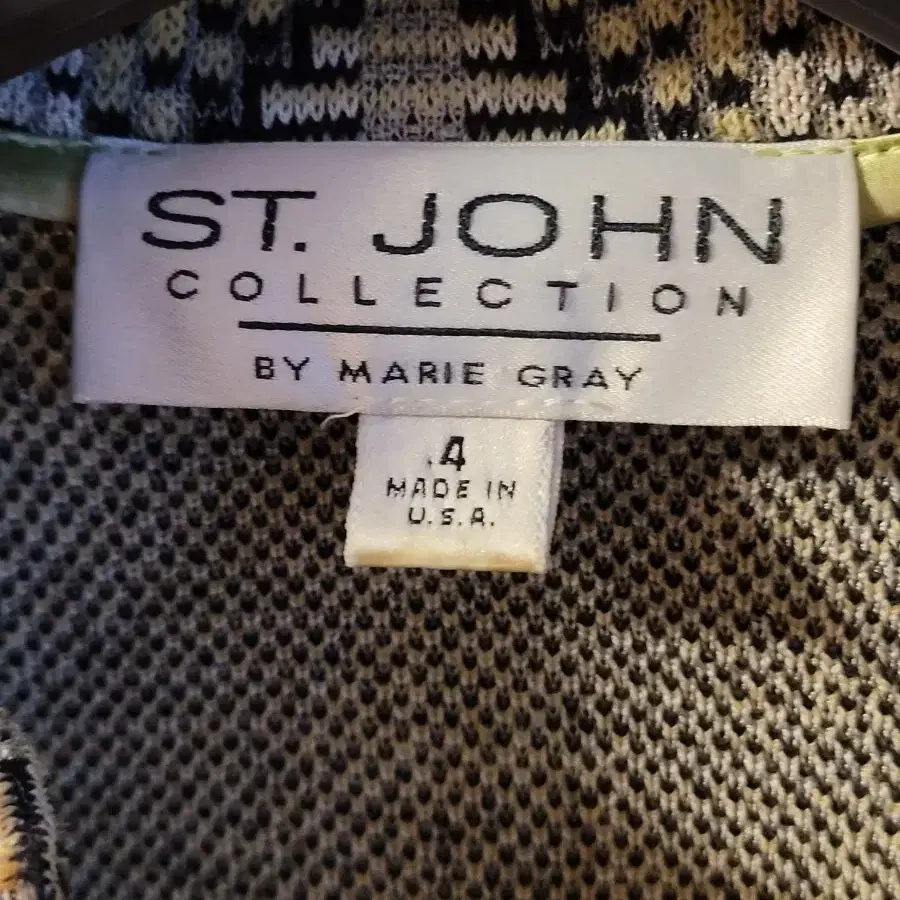 ST. JOHN
COLLECTION
BY MARIE GRAY
4
MADE IN
U.S.A.